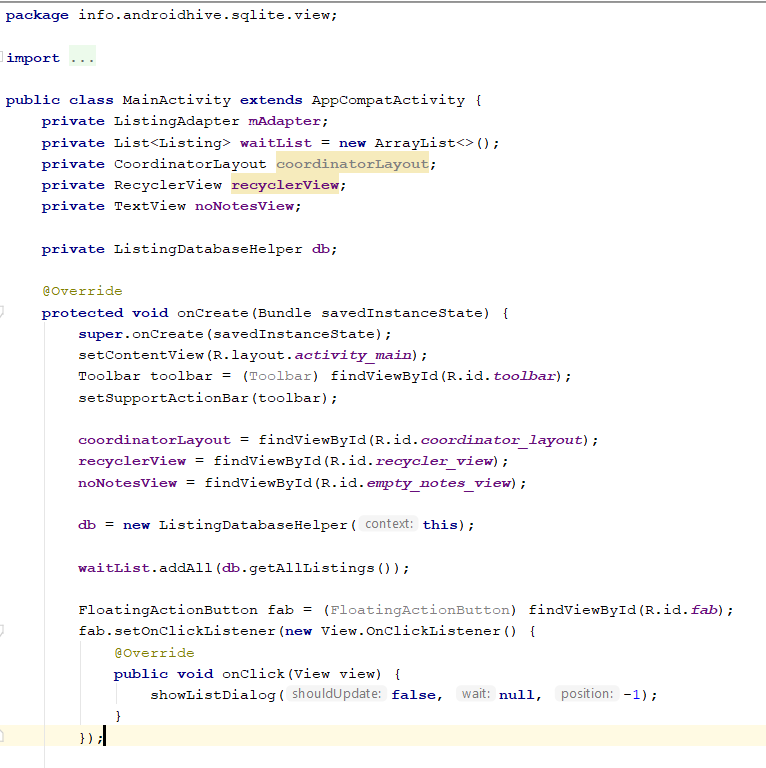 package info.androidhive.sqlite.view;
import ...
public class MainActivity extends AppCompatActivity {
private ListingAdapter mAdapter;
private List<Listing> waitList = new ArrayList<>();
private CoordinatorLayout coordinatorLayout;
private RecyclerView recyclerView;
private TextView noNotesView;
private ListingDatabaseHelper db;
@Override
protected void onCreate(Bundle savedInstanceState) {
super.onCreate(savedInstanceState);
setContentView(R.layout.activity_main);
Toolbar toolbar = (Toolbar) findViewById(R.id.toolbar);
setSupportActionBar(toolbar);
coordinatorLayout = findViewById(R.id.coordinator_layout);
recyclerView = findViewById(R.id.recycler_view);
noNotesView = findViewById(R.id.empty_notes_view);
db = new ListingDatabaseHelper( context: this);
waitList.addAll(db.getAllListings());
FloatingActionButton fab = (FloatingActionButton) findViewById(R.id.fab);
fab.setOnClickListener(new View.OnClickListener() {
@Override
public void onClick(View view) {
showListDialog( shouldUpdate: false, wait: null, position: -1);
}
});